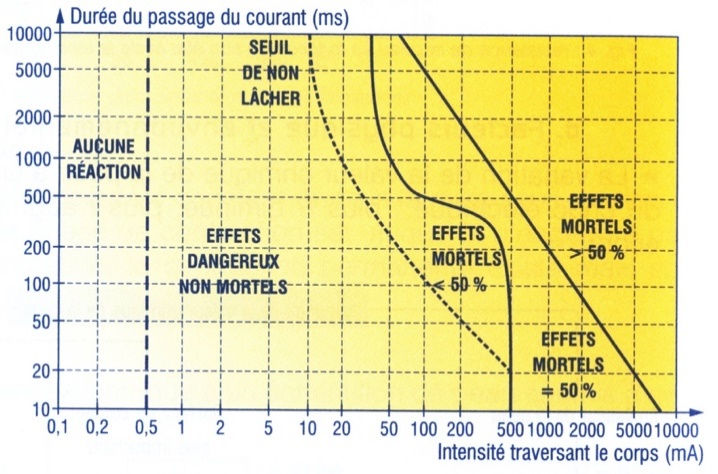 Durée du passage du courant (ms)
10000
5000
2000
1000
500
200
100
50
20
10
SEUIL
DE NON
LÂCHER
AUCUNE
RÉACTION
EFFETS
DANGEREUX
NON MORTELS
EFFETS
MORTELS
< 50 %
EFFETS
MORTELS
> 50 %
EFFETS
MORTELS
= 50 %
0,1 0,2 0,5 1 2 5 10 20 50 100 200 500 1000 2000 5000 10000
Intensité traversant le corps (mA)